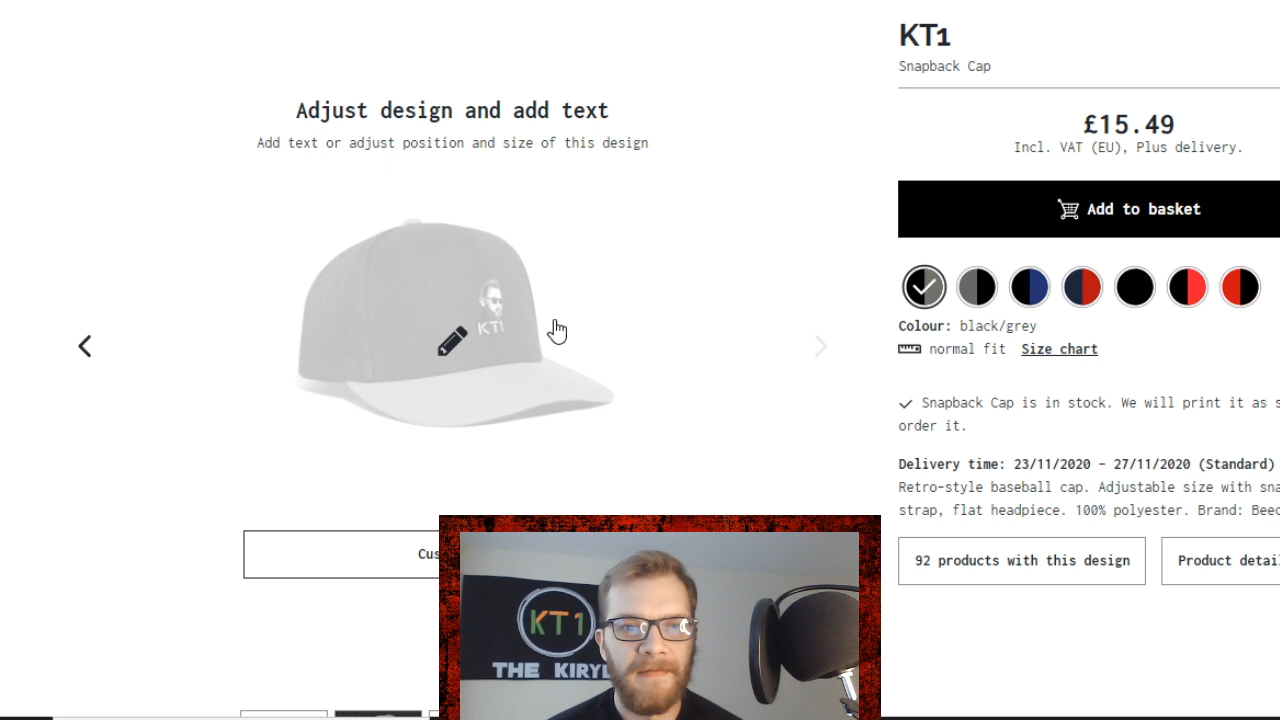 KT1
Snapback Cap
Adjust design and add text
Add text or adjust position and size of this design
£15.49
Incl. VAT (EU), Plus delivery.
Add to basket
KT1
Colour: black/grey
normal fit Size chart
Snapback Cap is in stock. We will print it as
order it.
Delivery time: 23/11/2020 - 27/11/2020 (Standard)
Retro-style baseball cap. Adjustable size with
strap, flat headpiece. 100% polyester. Brand:
92 products with this design
Product
KT1
THE